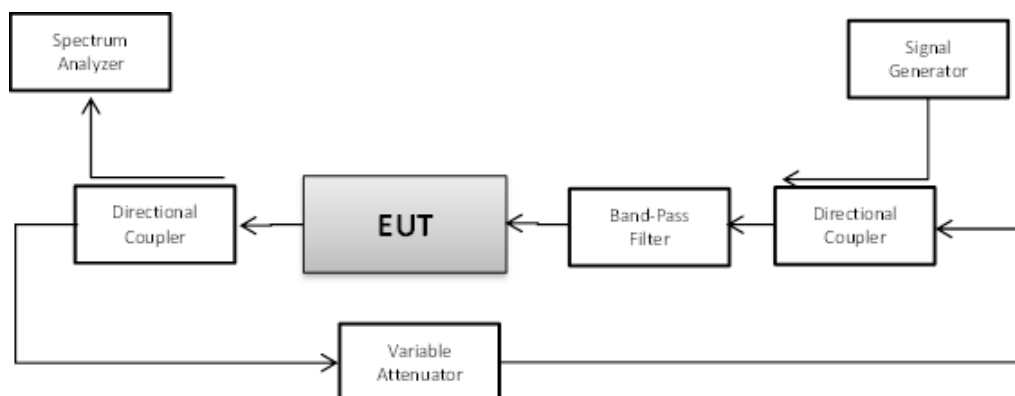 Spectrum
Analyzer
Signal
Generator
Directional
Coupler
EUT
Band-Pass
Filter
Directional
Coupler
Variable
Attenuator